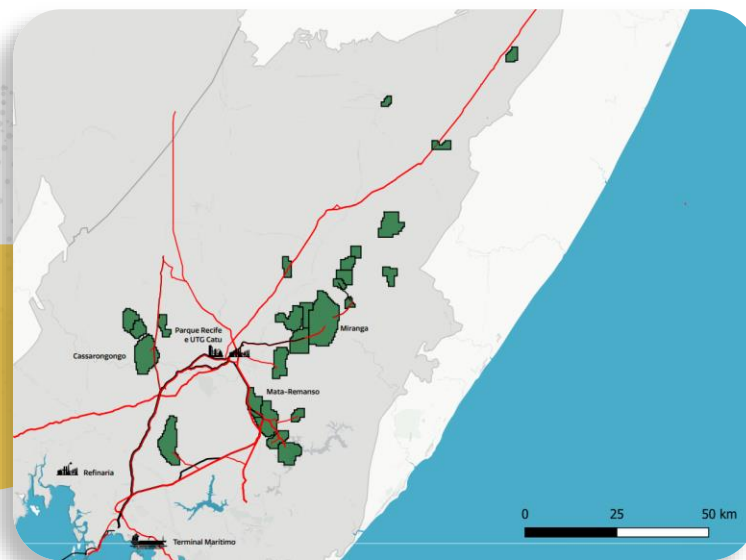 Parque Recife
e UTG Catu
Miranga
Cassarongongo
Mata-Remanso
Refinaria
Terminal Marítimo
0 25 50 km